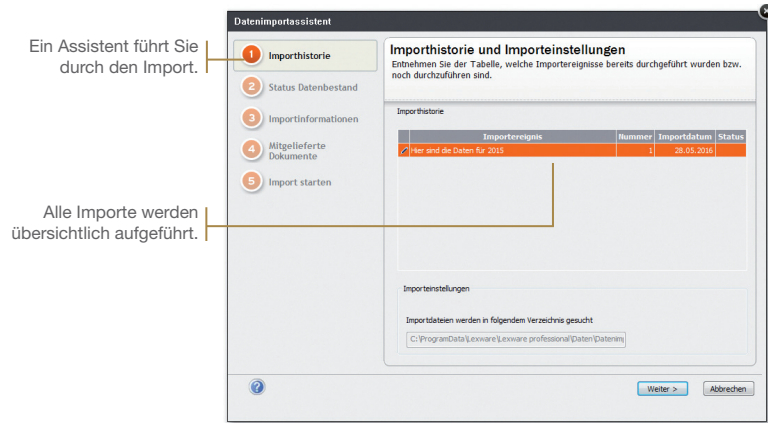 Datenimportassistent
Ein Assistent führt Sie
durch den Import.
1 Importhistorie
2 Status Datenbestand
3 Importinformationen
4 Mitgelieferte
Dokumente
5 Import starten
Importhistorie und Importeinstellungen
Entnehmen Sie der Tabelle, welche Importereignisse bereits durchgeführt wurden bzw.
noch durchzuführen sind.
Importhistorie
Importereignis Nummer Importdatum Status
Hier sind die Daten für 2015 1 28.05.2016
Alle Importe werden
übersichtlich aufgeführt.
Importeinstellungen
Importdateien werden in folgendem Verzeichnis gesucht
C:\ProgramData\Lexware\Lexware professional\Daten\Datenimp
? Weiter > Abbrechen